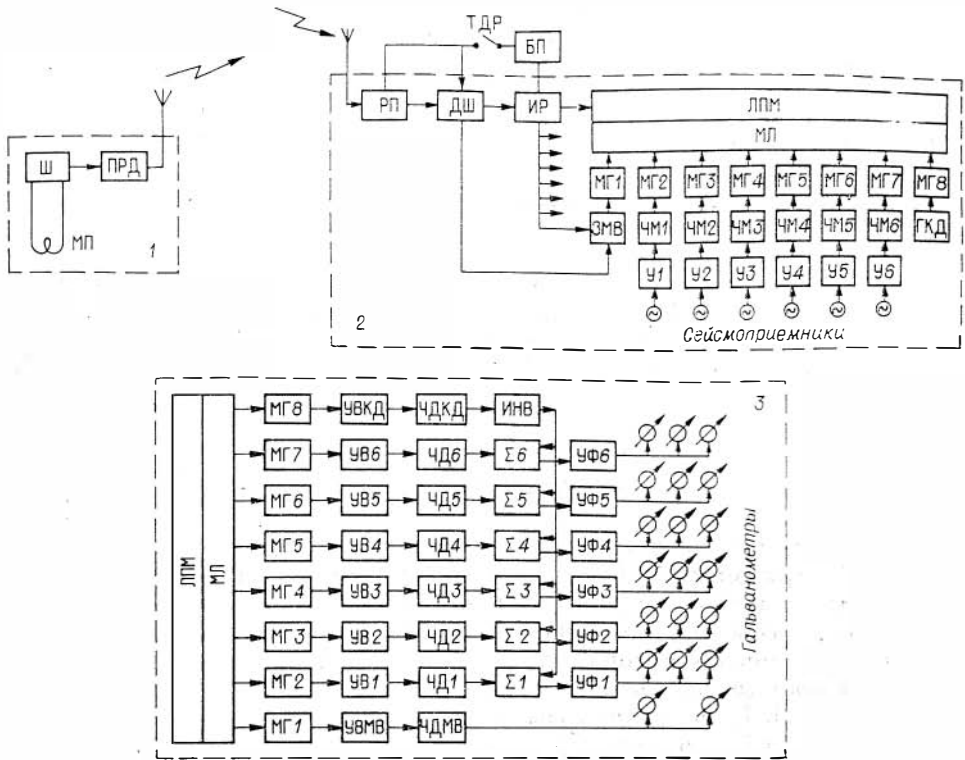 ТДР
БП
РП
ДШ
ИР
ЛПМ
МЛ
Ш
ПРД
МП
1
МГ1 МГ2 МГ3 МГ4 МГ5 МГ6 МГ7 МГ8
ЗМВ ЧМ1 ЧМ2 ЧМ3 ЧМ4 ЧМ5 ЧМ6 ГКД
У1 У2 У3 У4 У5 У6
2
Сейсмоприемники
3
ЛПМ
МЛ
МГ8 УВКД ЧДКД ИНВ
МГ7 УВ6 ЧД6 Σ6 УФ6
МГ6 УВ5 ЧД5 Σ5 УФ5
МГ5 УВ4 ЧД4 Σ4 УФ4
МГ4 УВ3 ЧД3 Σ3 УФ3
МГ3 УВ2 ЧД2 Σ2 УФ2
МГ2 УВ1 ЧД1 Σ1 УФ1
МГ1 УВМВ ЧДМВ
Гальванометры